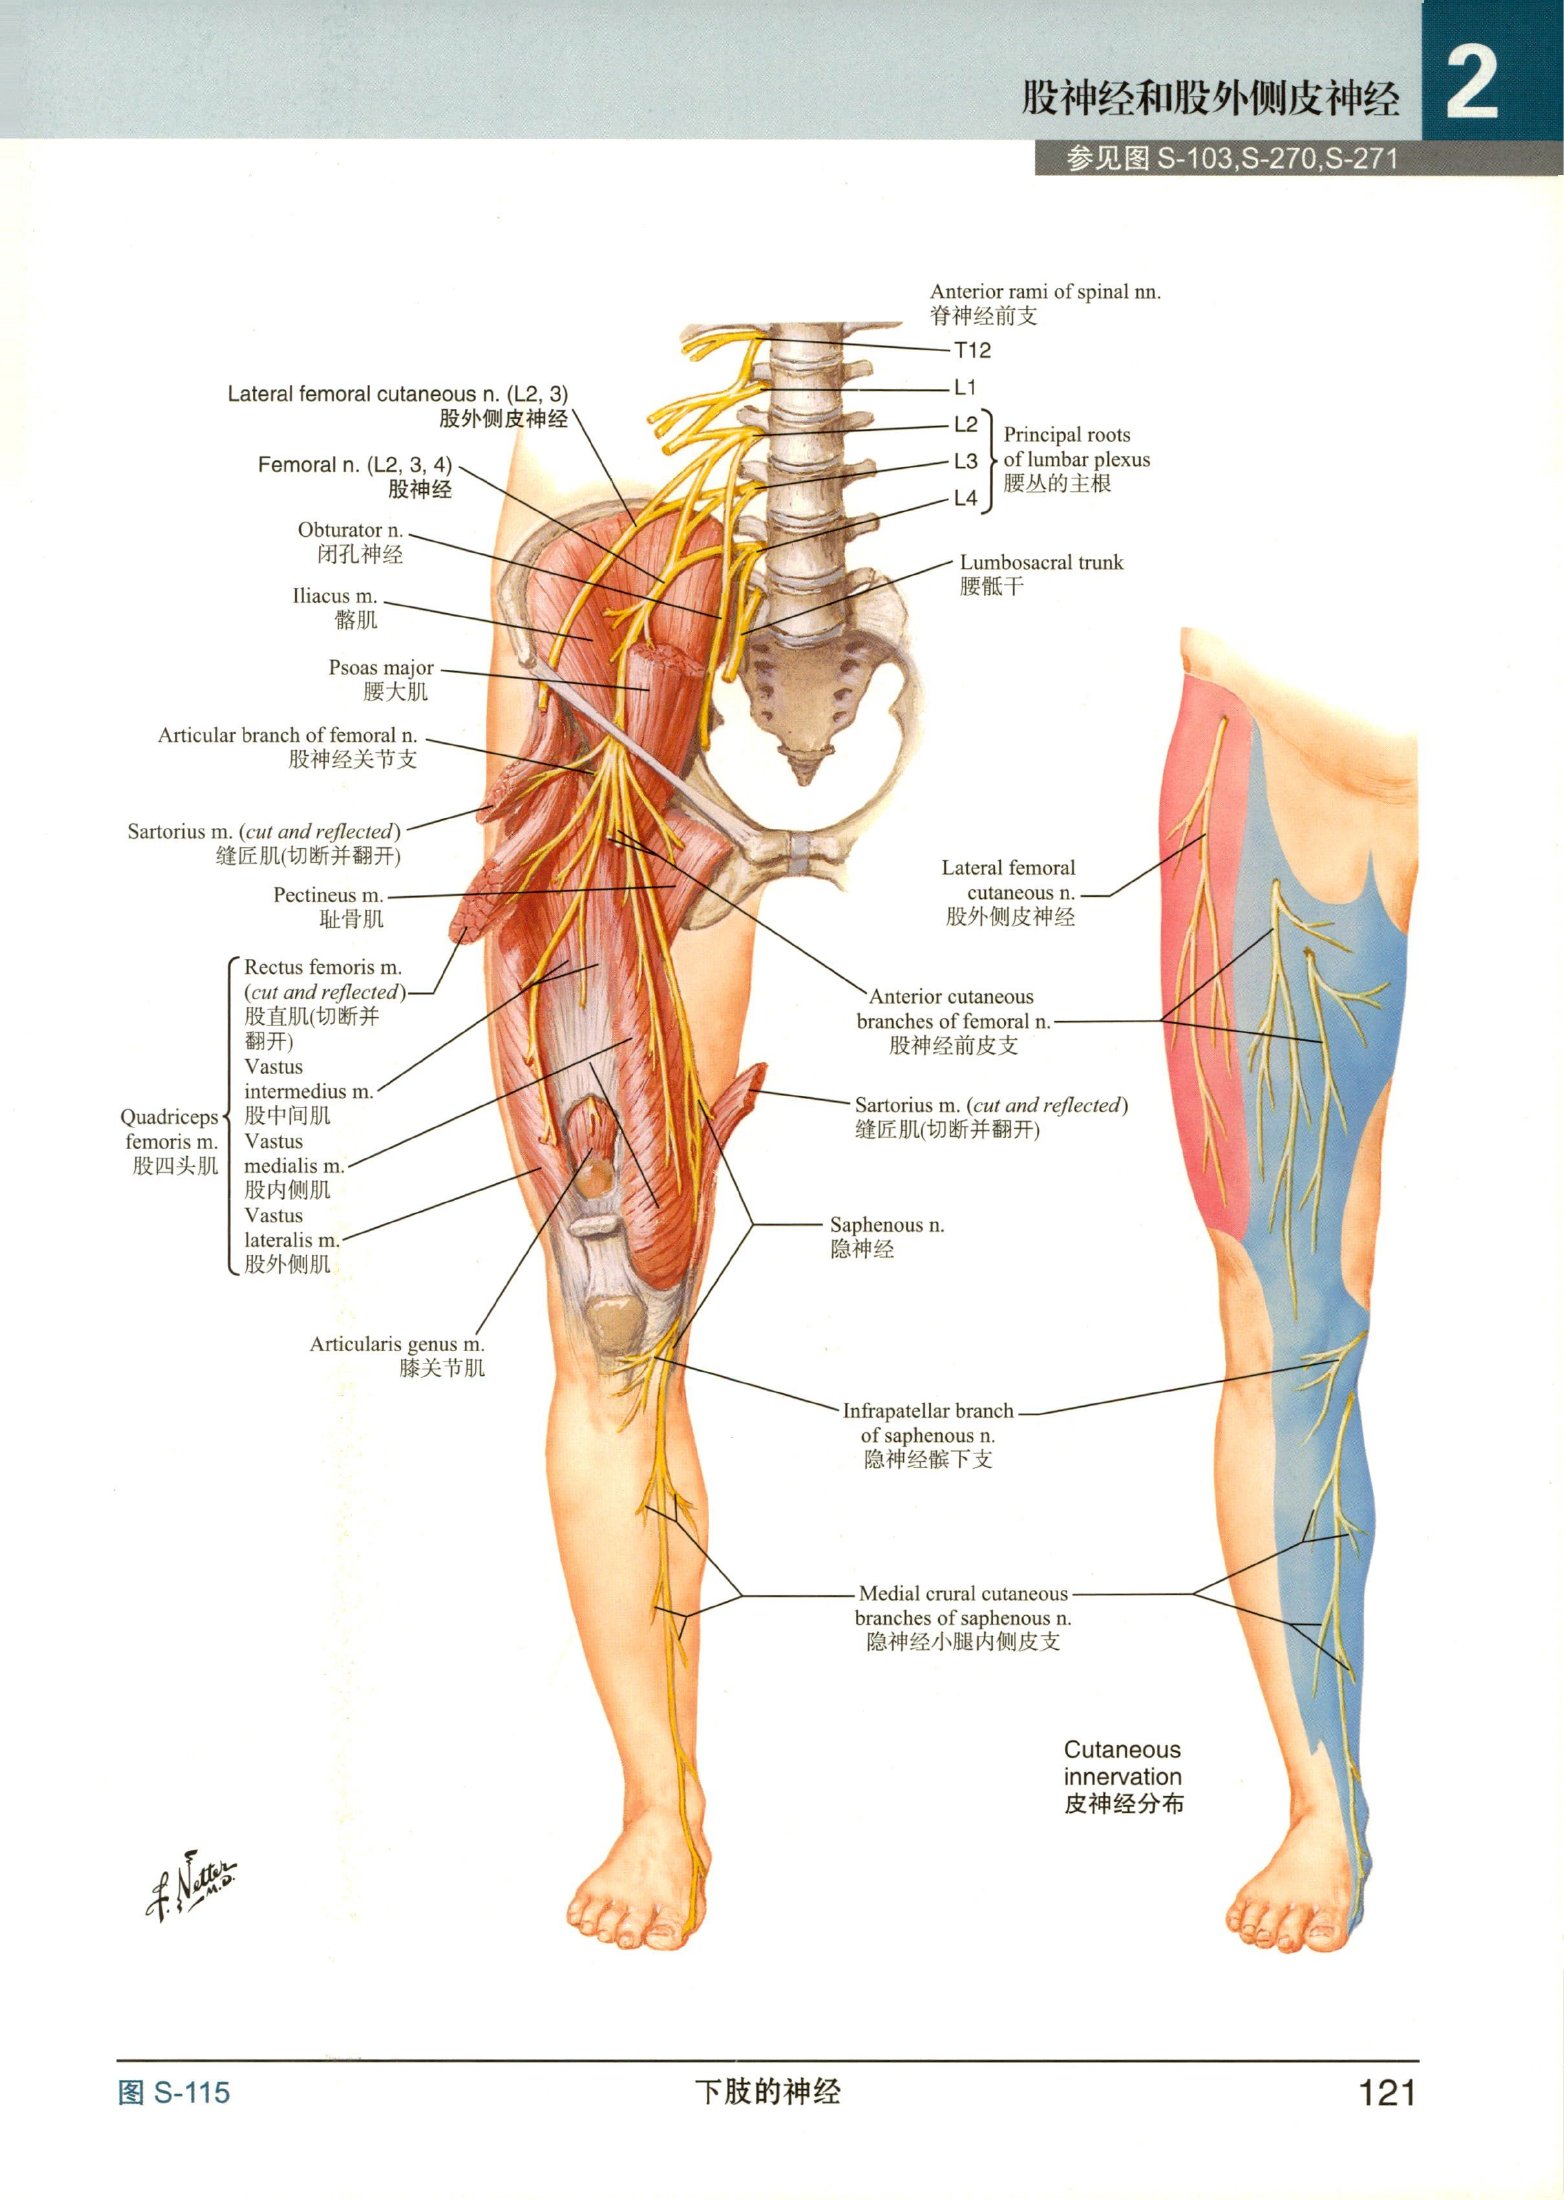 股神经和股外侧皮神经
2
参见图 S-103,S-270,S-271
Anterior rami of spinal nn.
脊神经前支
T12
L1
L2
L3
L4
Principal roots
of lumbar plexus
腰丛的主根
Lumbosacral trunk
腰骶干
Lateral femoral cutaneous n. (L2, 3)
股外侧皮神经
Femoral n. (L2, 3, 4)
股神经
Obturator n.
闭孔神经
Iliacus m.
髂肌
Psoas major
腰大肌
Articular branch of femoral n.
股神经关节支
Sartorius m. (cut and reflected)
缝匠肌(切断并翻开)
Pectineus m.
耻骨肌
Quadriceps
femoris m.
股四头肌
Rectus femoris m.
(cut and reflected)
股直肌(切断并
翻开)
Vastus
intermedius m.
股中间肌
Vastus
medialis m.
股内侧肌
Vastus
lateralis m.
股外侧肌
Articularis genus m.
膝关节肌
Lateral femoral
cutaneous n.
股外侧皮神经
Anterior cutaneous
branches of femoral n.
股神经前皮支
Sartorius m. (cut and reflected)
缝匠肌(切断并翻开)
Saphenous n.
隐神经
Infrapatellar branch
of saphenous n.
隐神经髌下支
Medial crural cutaneous
branches of saphenous n.
隐神经小腿内侧皮支
Cutaneous
innervation
皮神经分布
F. Netter
M.D.
图 S-115
下肢的神经
121